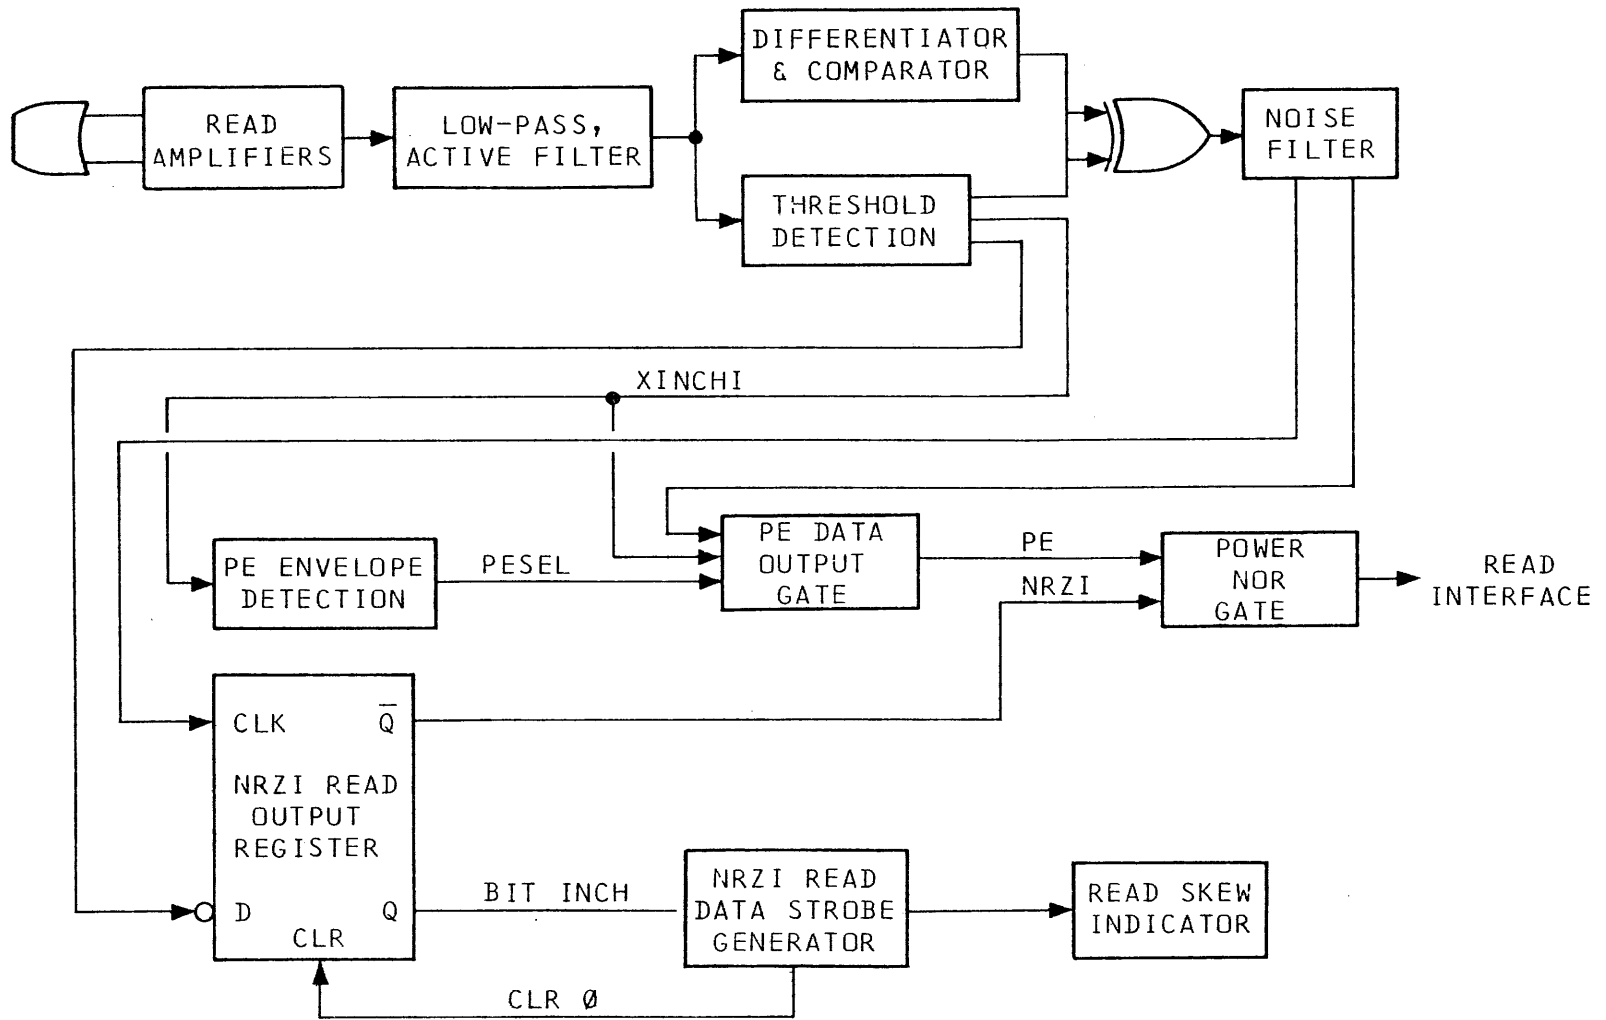 DIFFERENTIATOR
& COMPARATOR
READ
AMPLIFIERS
LOW-PASS,
ACTIVE FILTER
NOISE
FILTER
THRESHOLD
DETECTION
XINCHI
PE ENVELOPE
DETECTION
PESEL
PE DATA
OUTPUT
GATE
PE
NRZI
POWER
NOR
GATE
READ
INTERFACE
CLK
Q̅
NRZI READ
OUTPUT
REGISTER
D
Q
CLR
BIT INCH
NRZI READ
DATA STROBE
GENERATOR
READ SKEW
INDICATOR
CLR Ø